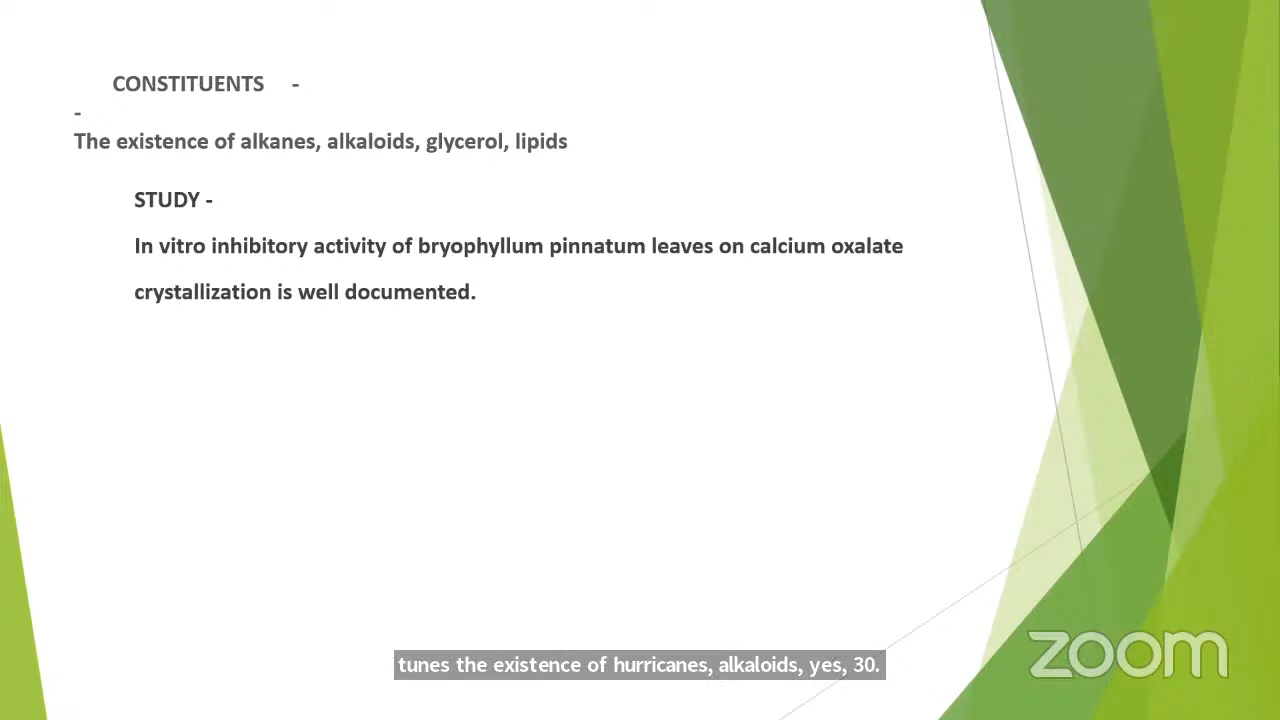 CONSTITUENTS -
-
The existence of alkanes, alkaloids, glycerol, lipids
STUDY -
In vitro inhibitory activity of bryophyllum pinnatum leaves on calcium oxalate
crystallization is well documented.
tunes the existence of hurricanes, alkaloids, yes, 30.
zoom